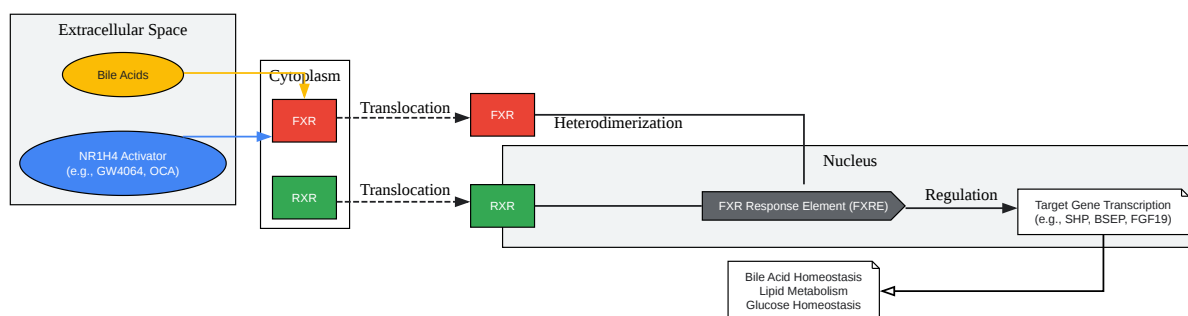 Extracellular Space
Bile Acids
NR1H4 Activator
(e.g., GW4064, OCA)
Cytoplasm
FXR
RXR
Translocation
Translocation
FXR
RXR
Heterodimerization
Nucleus
FXR Response Element (FXRE)
Regulation
Target Gene Transcription
(e.g., SHP, BSEP, FGF19)
Bile Acid Homeostasis
Lipid Metabolism
Glucose Homeostasis